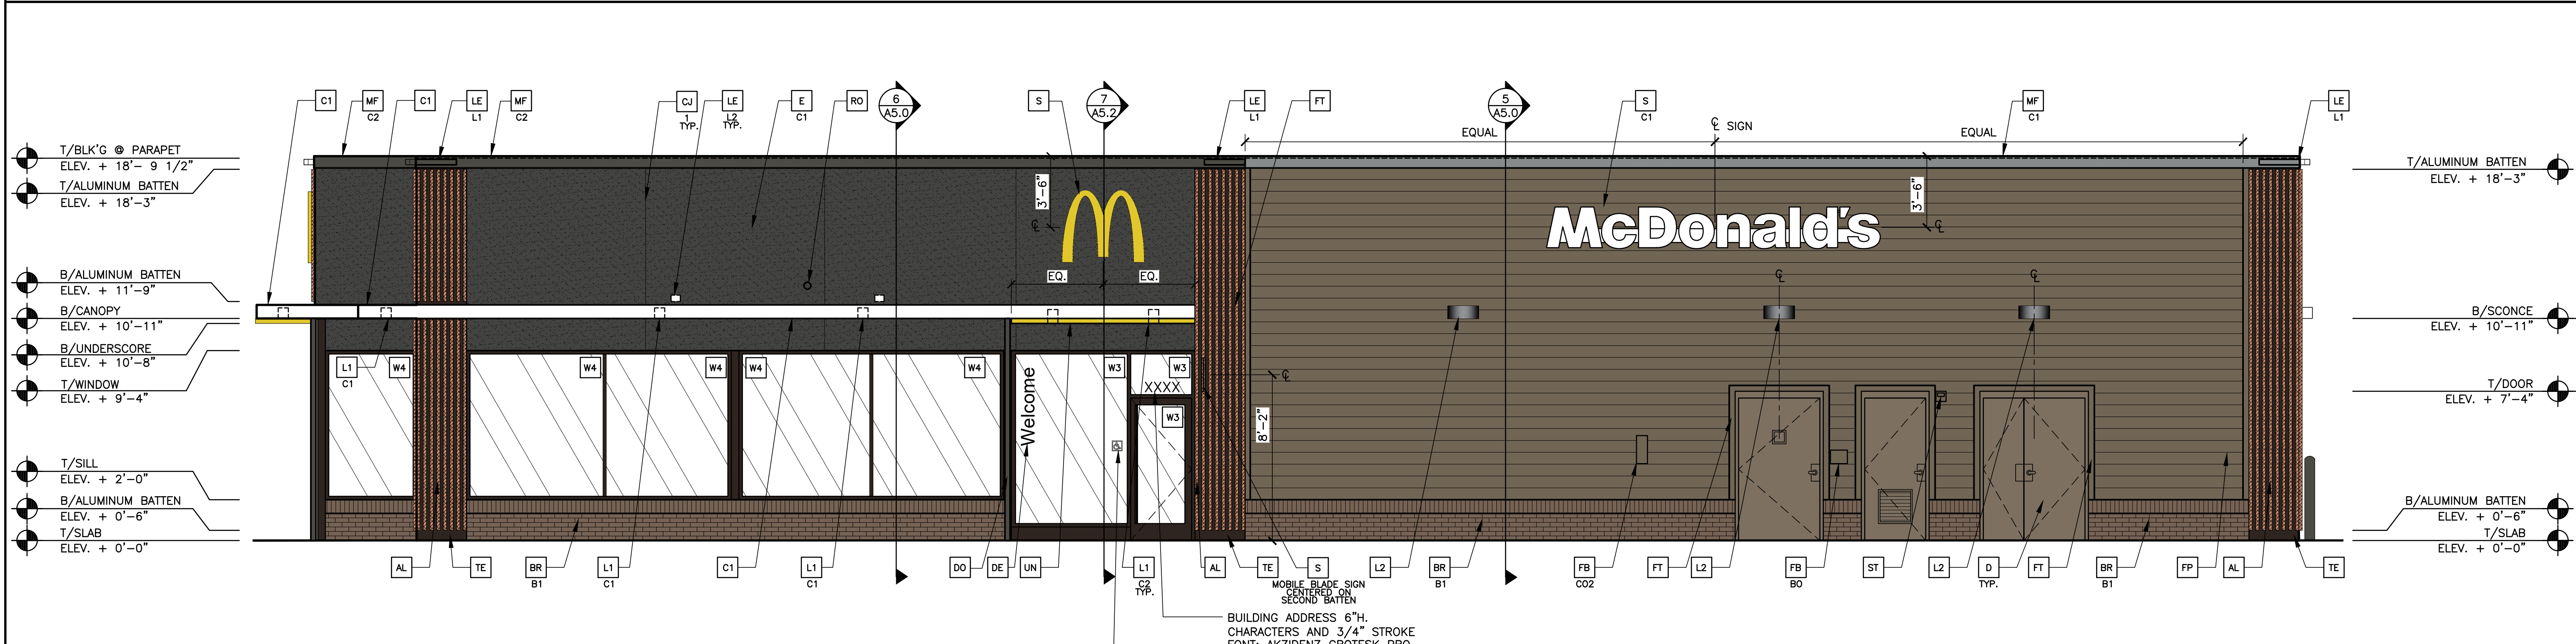 C1
MF
C2
C1
LE
L1
MF
C2
CJ
1
TYP.
LE
L2
TYP.
E
C1
RO
6
A5.0
S
7
A5.2
LE
L1
FT
5
A5.0
S
C1
MF
C1
LE
L1
EQUAL
℄ SIGN
EQUAL
T/BLK'G @ PARAPET
ELEV. + 18'- 9 1/2"
T/ALUMINUM BATTEN
ELEV. + 18'-3"
B/ALUMINUM BATTEN
ELEV. + 11'-9"
B/CANOPY
ELEV. + 10'-11"
B/UNDERSCORE
ELEV. + 10'-8"
T/WINDOW
ELEV. + 9'-4"
T/SILL
ELEV. + 2'-0"
B/ALUMINUM BATTEN
ELEV. + 0'-6"
T/SLAB
ELEV. + 0'-0"
3'-6"
℄
EQ.
EQ.
McDonald's
3'-6"
℄
℄
℄
L1
C1
W4
W4
W4
W4
W4
Welcome
W3
W3
XXXX
W3
℄
8'-2"
T/ALUMINUM BATTEN
ELEV. + 18'-3"
B/SCONCE
ELEV. + 10'-11"
T/DOOR
ELEV. + 7'-4"
B/ALUMINUM BATTEN
ELEV. + 0'-6"
T/SLAB
ELEV. + 0'-0"
AL
TE
BR
B1
L1
C1
C1
L1
C1
DO
DE
UN
L1
C2
TYP.
AL
TE
S
MOBILE BLADE SIGN
CENTERED ON
SECOND BATTEN
L2
BR
B1
FB
CO2
FT
L2
FB
BO
ST
L2
D
TYP.
FT
BR
B1
FP
AL
TE
BUILDING ADDRESS 6"H.
CHARACTERS AND 3/4" STROKE
FONT: AKZIDENZ GROTESK PRO